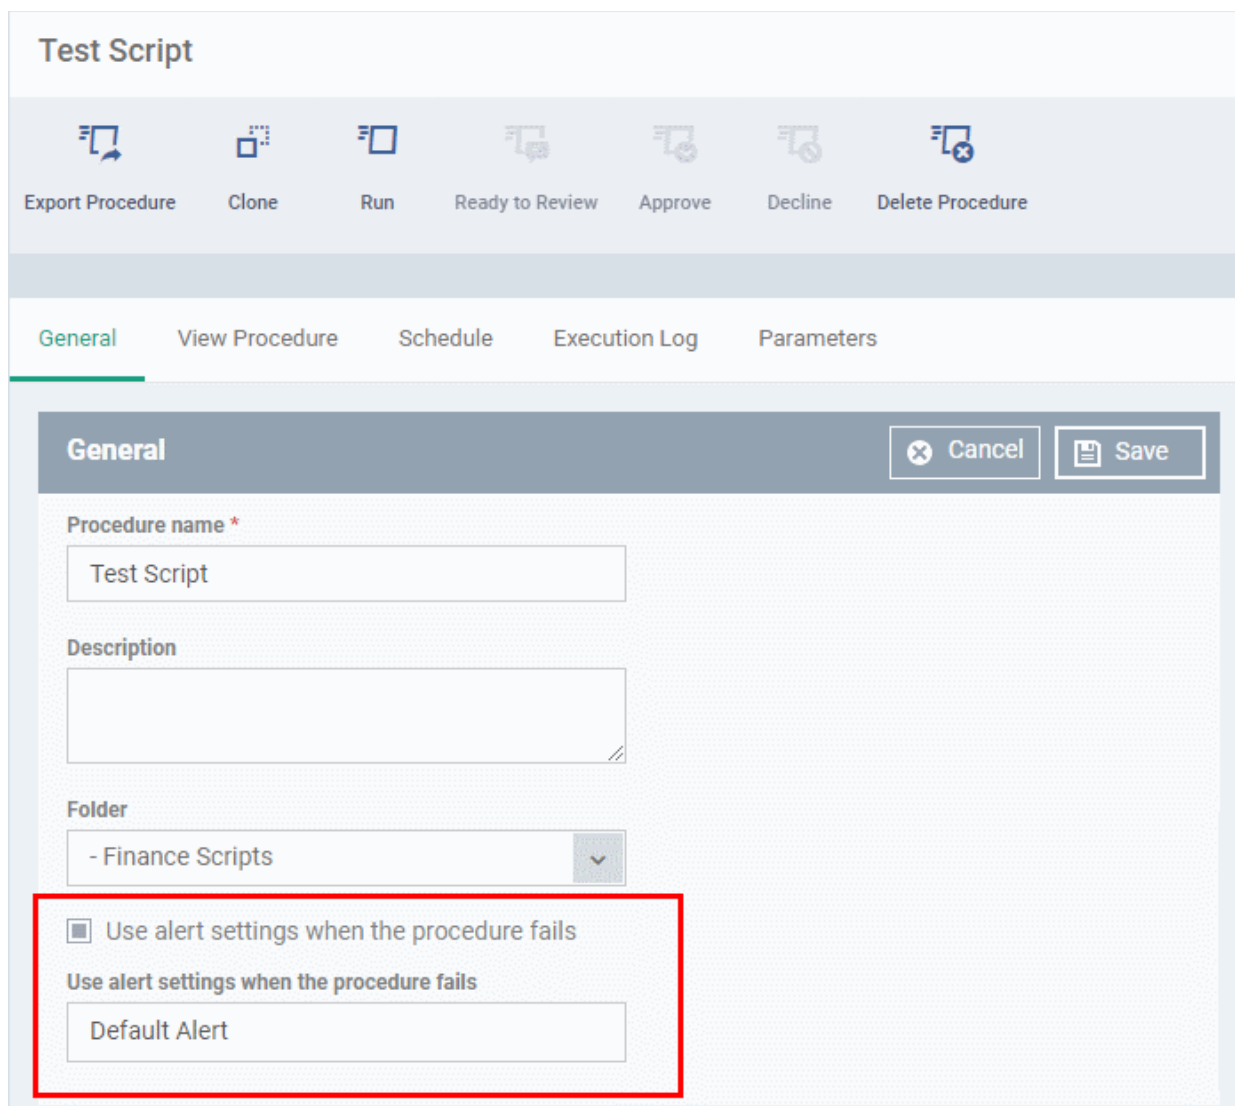 Test Script
Export Procedure Clone Run Ready to Review Approve Decline Delete Procedure
General View Procedure Schedule Execution Log Parameters
General Cancel Save
Procedure name *
Test Script
Description
Folder
- Finance Scripts
Use alert settings when the procedure fails
Use alert settings when the procedure fails
Default Alert